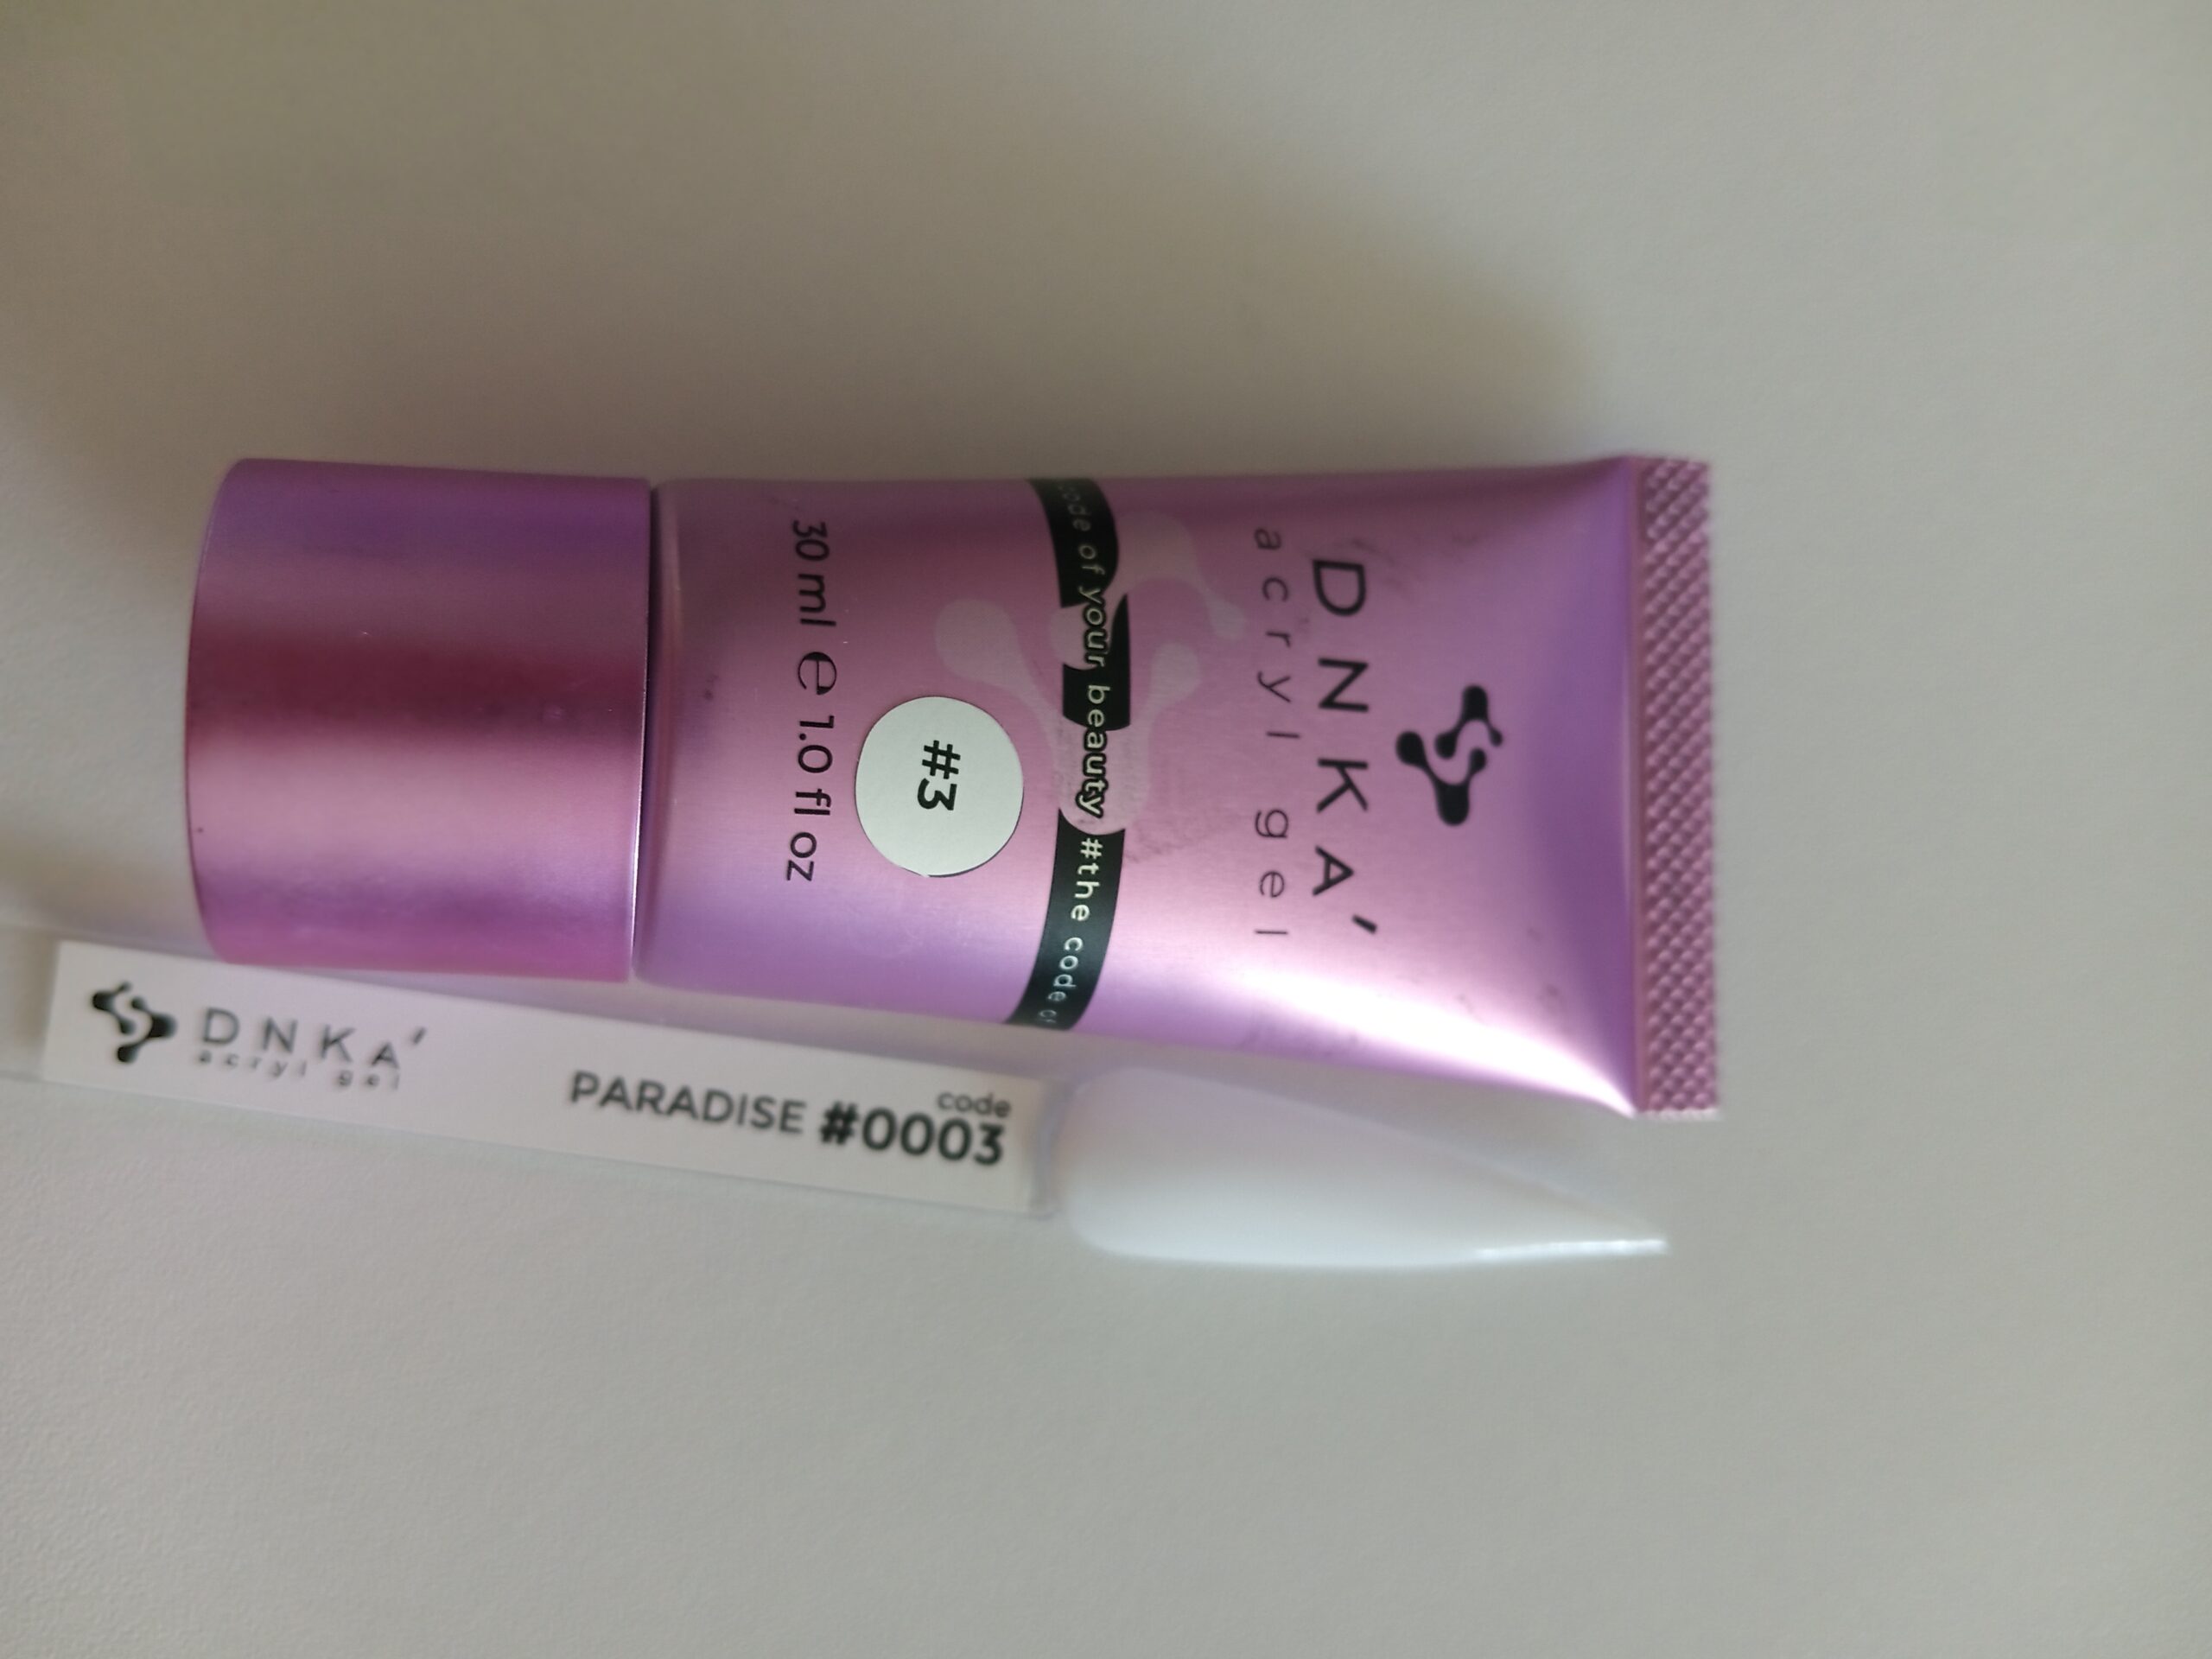 DNKA'
acryl gel
code of your beauty #the code
#3
30 ml e 1.0 fl oz
DNKA'
acryl gel
code
PARADISE #0003